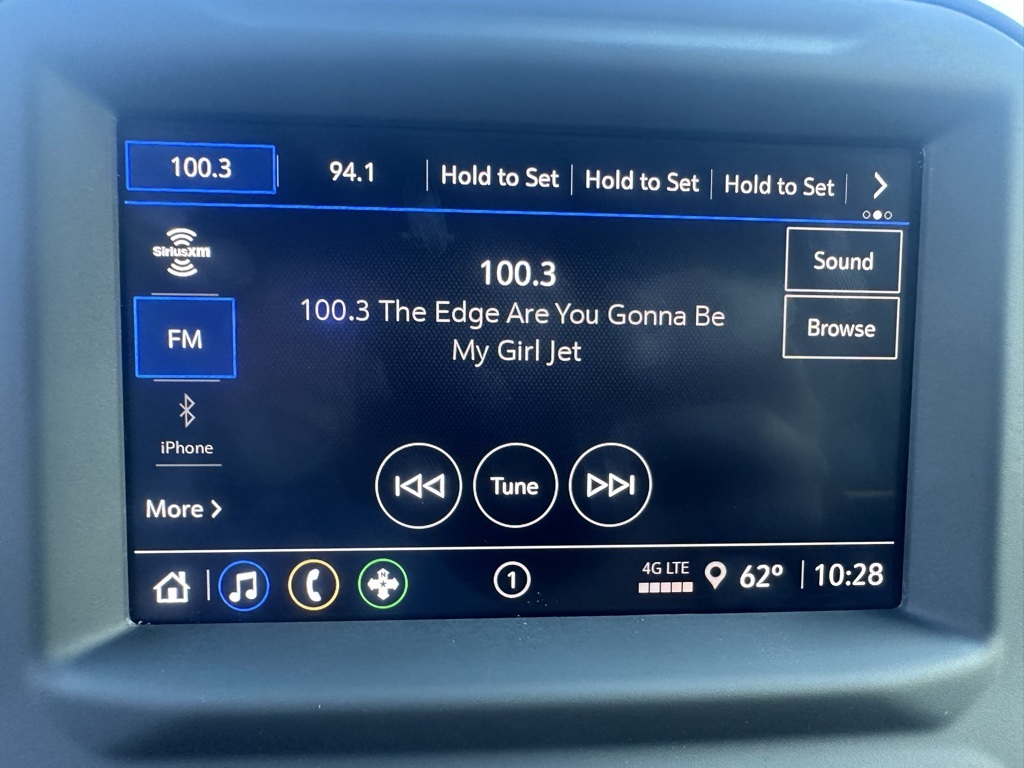 100.3 94.1 Hold to Set Hold to Set Hold to Set
SiriusXM
100.3
Sound
100.3 The Edge Are You Gonna Be
My Girl Jet
FM
Browse
iPhone
Tune
More
N
1
4G LTE
62°
10:28